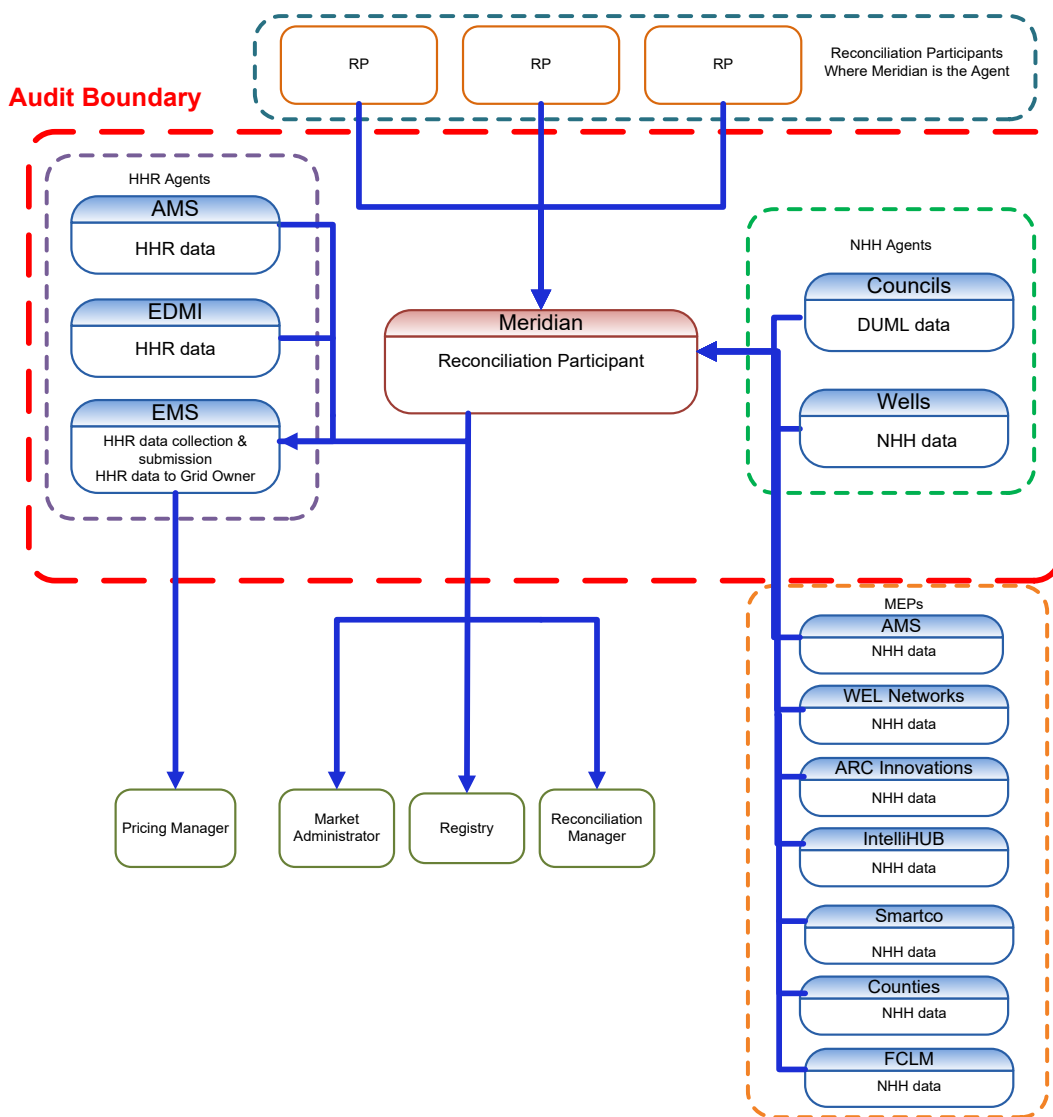 RP
RP
RP
Reconciliation Participants
Where Meridian is the Agent
Audit Boundary
HHR Agents
AMS
HHR data
EDMI
HHR data
EMS
HHR data collection &
submission
HHR data to Grid Owner
Meridian
Reconciliation Participant
NHH Agents
Councils
DUML data
Wells
NHH data
MEPs
AMS
NHH data
WEL Networks
NHH data
ARC Innovations
NHH data
IntelliHUB
NHH data
Smartco
NHH data
Counties
NHH data
FCLM
NHH data
Pricing Manager
Market
Administrator
Registry
Reconciliation
Manager